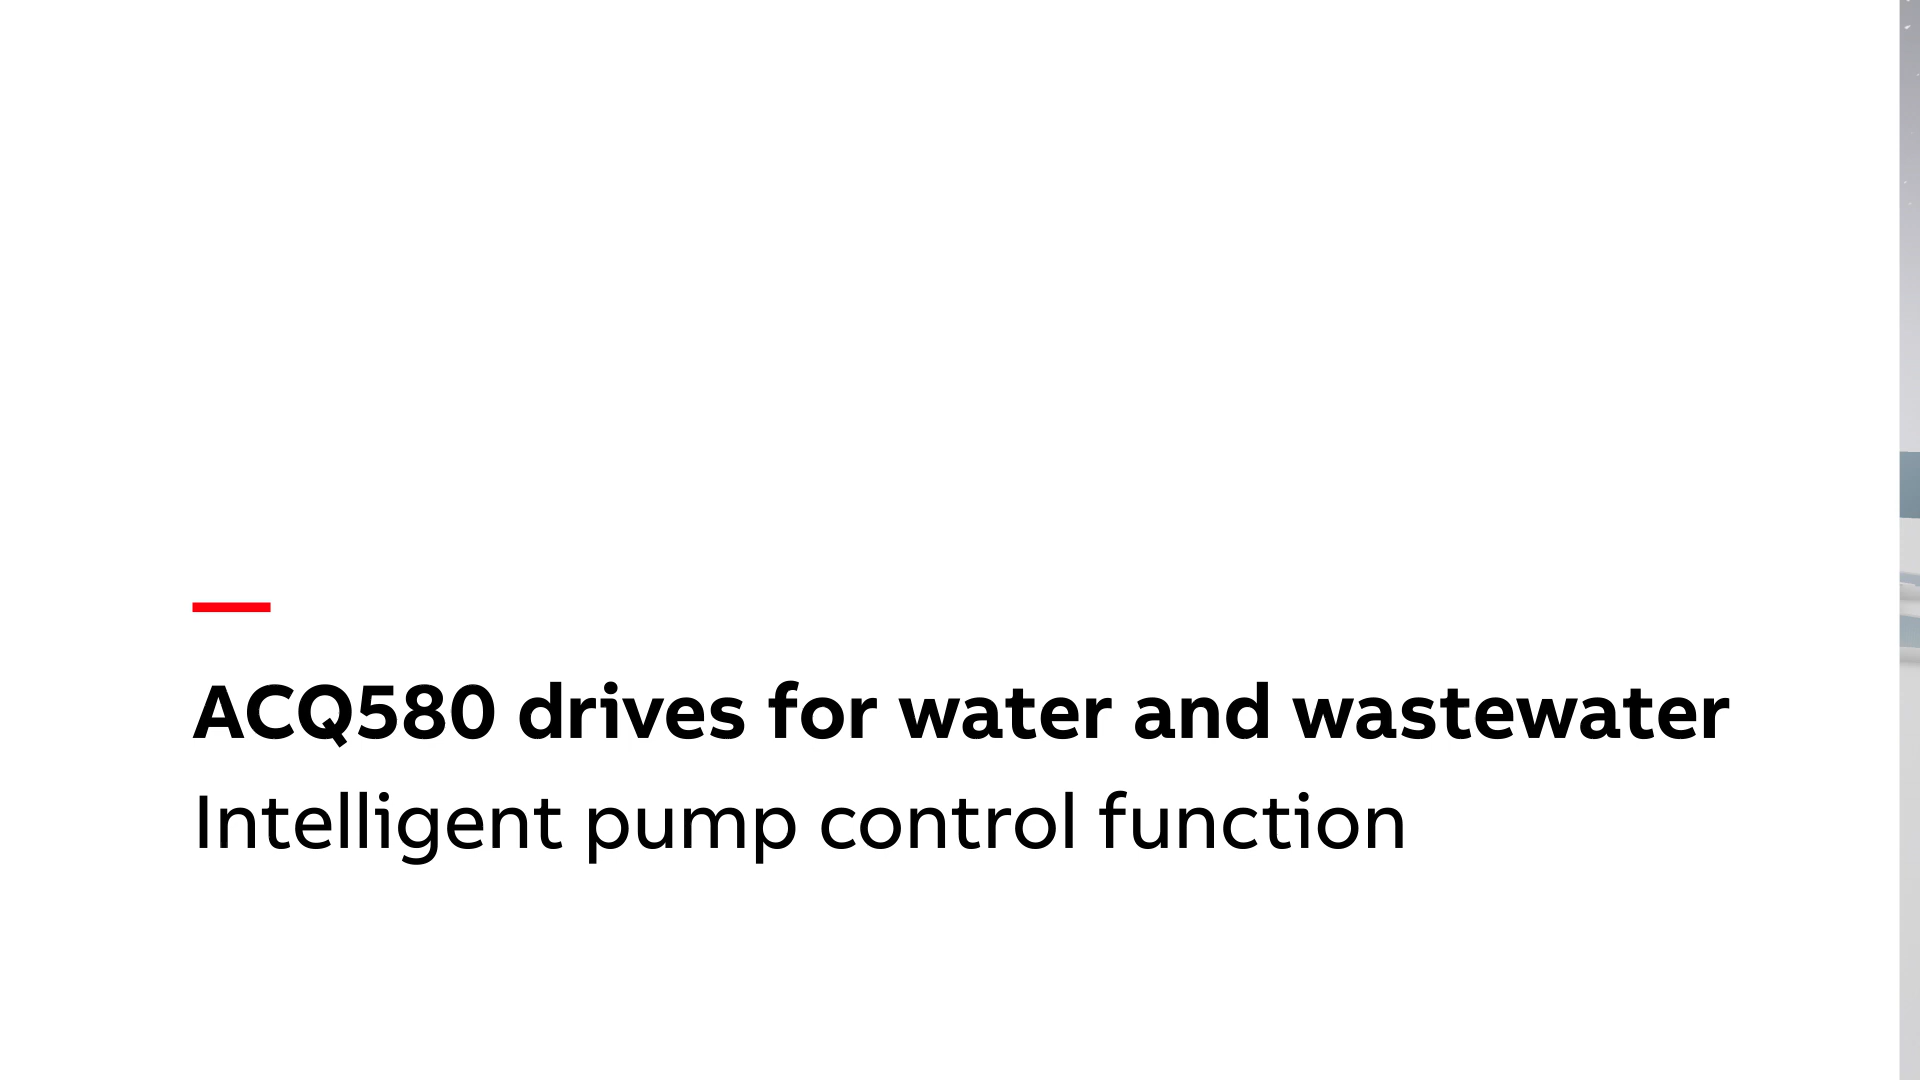 ACQ580 drives for water and wastewater
Intelligent pump control function